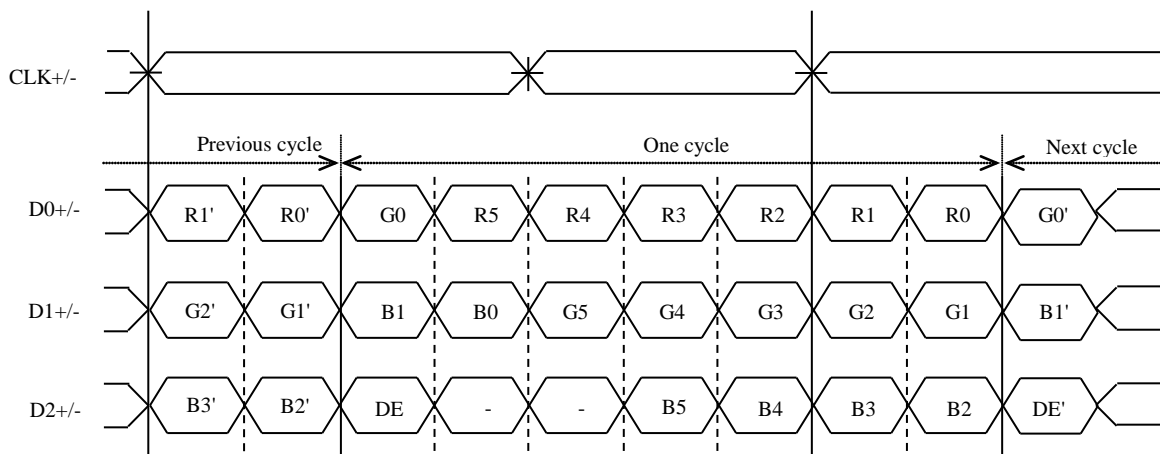 CLK+/-
Previous cycle One cycle Next cycle
D0+/- R1' R0' G0 R5 R4 R3 R2 R1 R0 G0'
D1+/- G2' G1' B1 B0 G5 G4 G3 G2 G1 B1'
D2+/- B3' B2' DE - - B5 B4 B3 B2 DE'